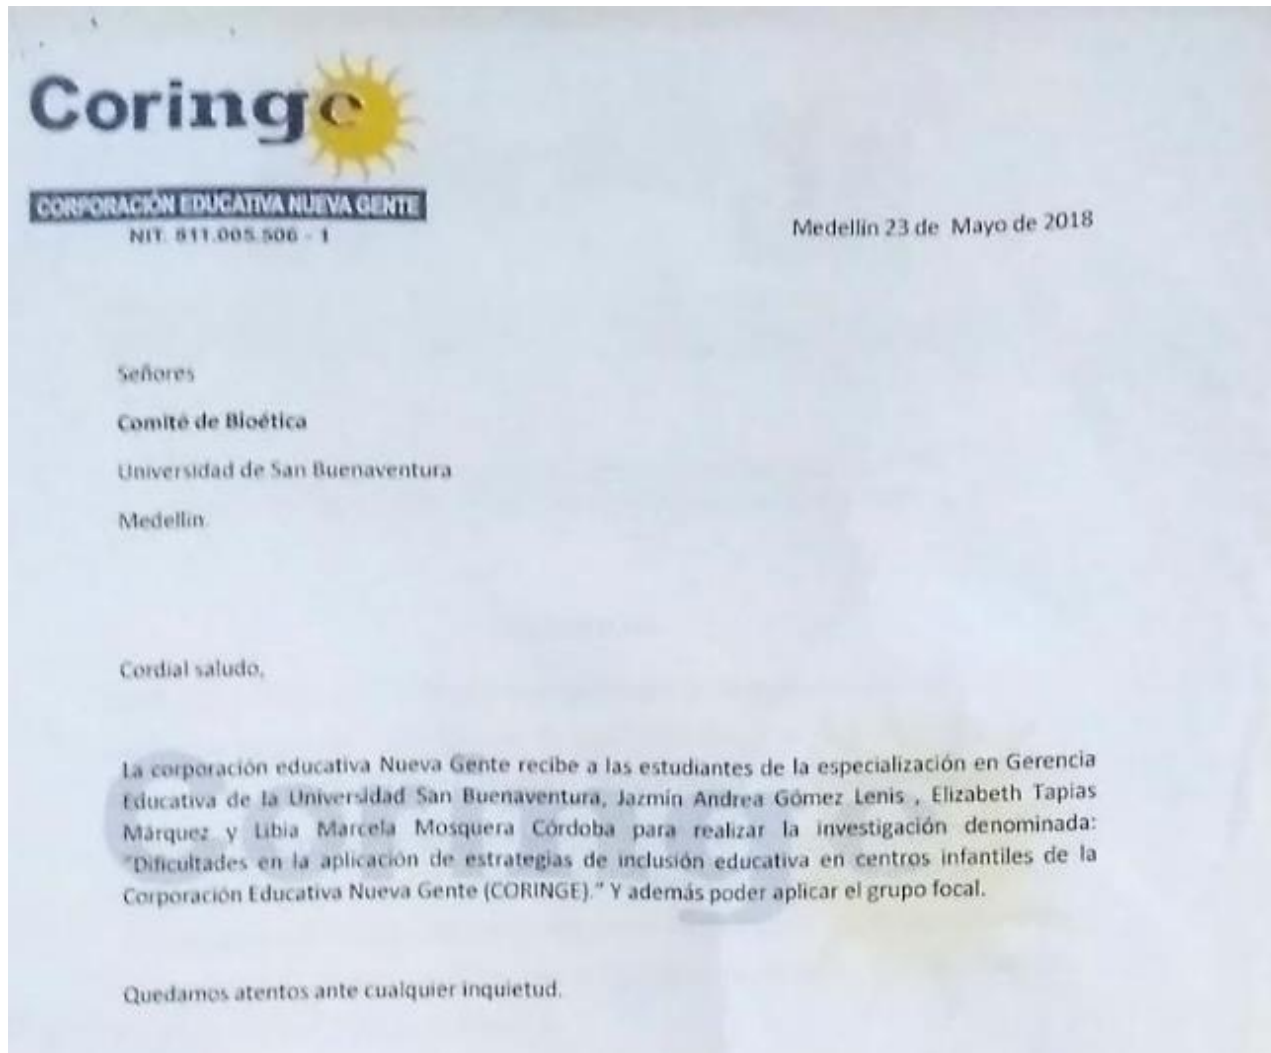 Coringe
CORPORACIÓN EDUCATIVA NUEVA GENTE
NIT. 811.005.506 - 1
Medellín 23 de Mayo de 2018
Señores
Comité de Bioética
Universidad de San Buenaventura
Medellín.
Cordial saludo,
La corporación educativa Nueva Gente recibe a las estudiantes de la especialización en Gerencia
Educativa de la Universidad San Buenaventura, Jazmín Andrea Gómez Lenis , Elizabeth Tapias
Márquez y Libia Marcela Mosquera Córdoba para realizar la investigación denominada:
"Dificultades en la aplicación de estrategias de inclusión educativa en centros infantiles de la
Corporación Educativa Nueva Gente (CORINGE)." Y además poder aplicar el grupo focal.
Quedamos atentos ante cualquier inquietud.